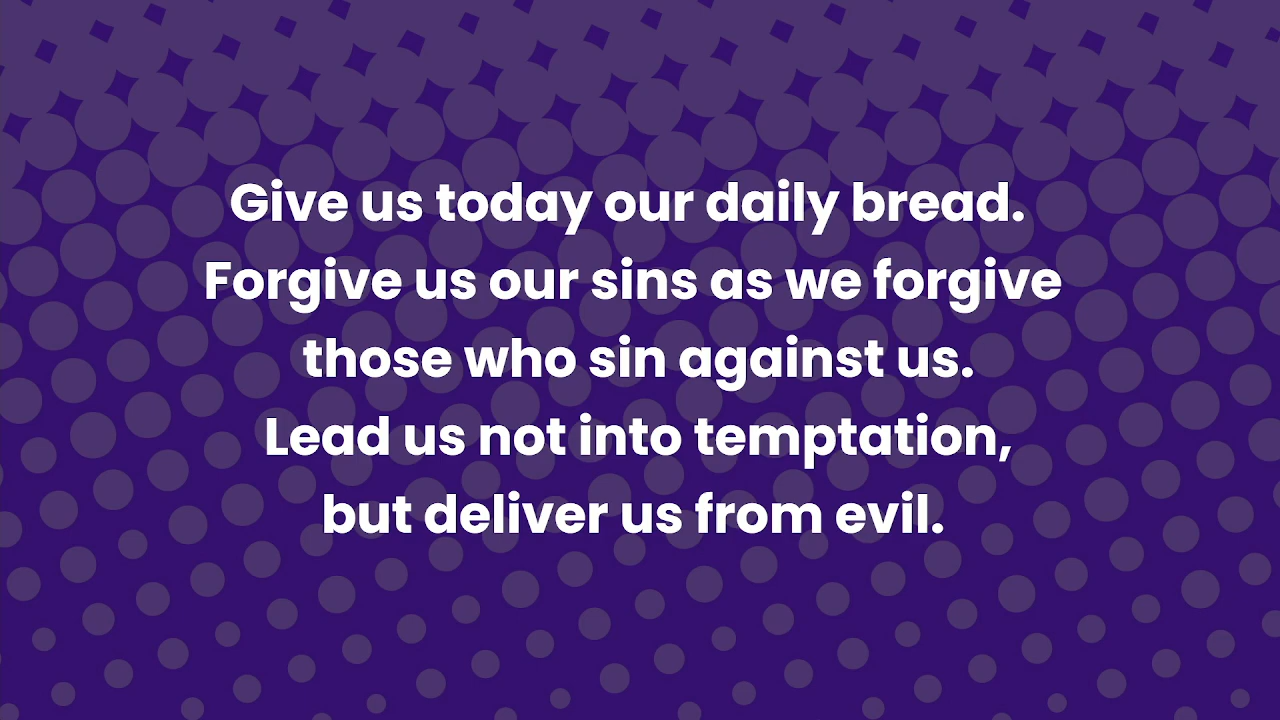 Give us today our daily bread.
Forgive us our sins as we forgive
those who sin against us.
Lead us not into temptation,
but deliver us from evil.